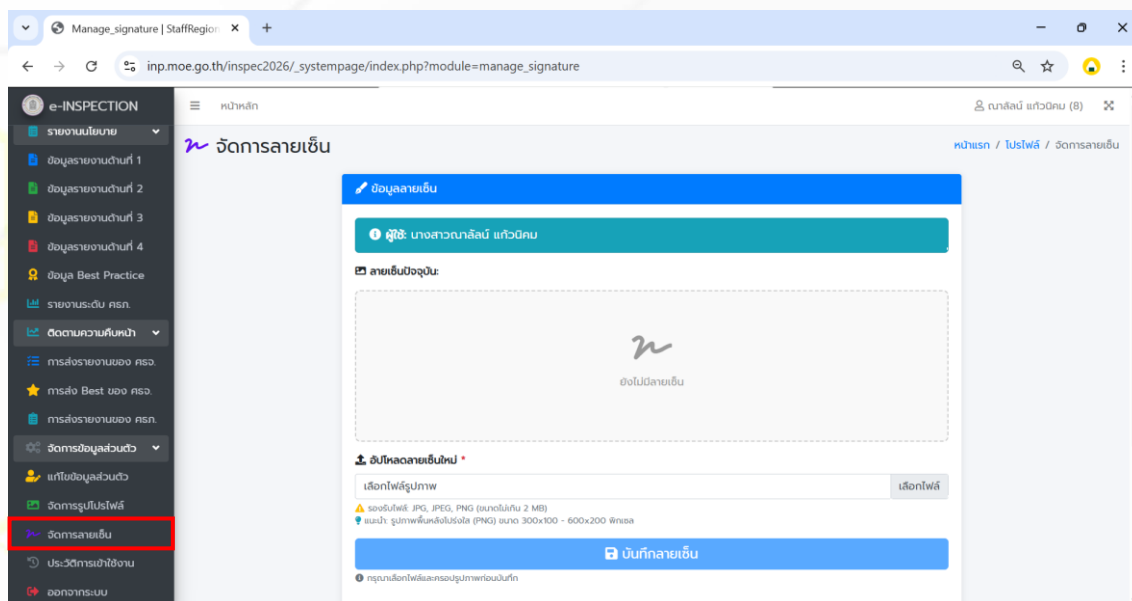 Manage_signature | StaffRegion
inp.moe.go.th/inspec2026/_systempage/index.php?module=manage_signature
e-INSPECTION
หน้าหลัก
ณาลัลน์ แก้วนิคม (8)
รายงานนโยบาย
ข้อมูลรายงานด้านที่ 1
ข้อมูลรายงานด้านที่ 2
ข้อมูลรายงานด้านที่ 3
ข้อมูลรายงานด้านที่ 4
ข้อมูล Best Practice
รายงานระดับ ศธภ.
ติดตามความคืบหน้า
การส่งรายงานของ ศธจ.
การส่ง Best ของ ศธจ.
การส่งรายงานของ ศธภ.
จัดการข้อมูลส่วนตัว
แก้ไขข้อมูลส่วนตัว
จัดการรูปโปรไฟล์
จัดการลายเซ็น
ประวัติการเข้าใช้งาน
ออกจากระบบ
จัดการลายเซ็น
หน้าแรก / โปรไฟล์ / จัดการลายเซ็น
ข้อมูลลายเซ็น
ผู้ใช้: นางสาวณาลัลน์ แก้วนิคม
ลายเซ็นปัจจุบัน:
ยังไม่มีลายเซ็น
อัปโหลดลายเซ็นใหม่ *
เลือกไฟล์รูปภาพ
เลือกไฟล์
รองรับไฟล์: JPG, JPEG, PNG (ขนาดไม่เกิน 2 MB)
แนะนำ: รูปภาพพื้นหลังโปร่งใส (PNG) ขนาด 300x100 - 600x200 พิกเซล
บันทึกลายเซ็น
กรุณาเลือกไฟล์และครอปรูปภาพก่อนบันทึก